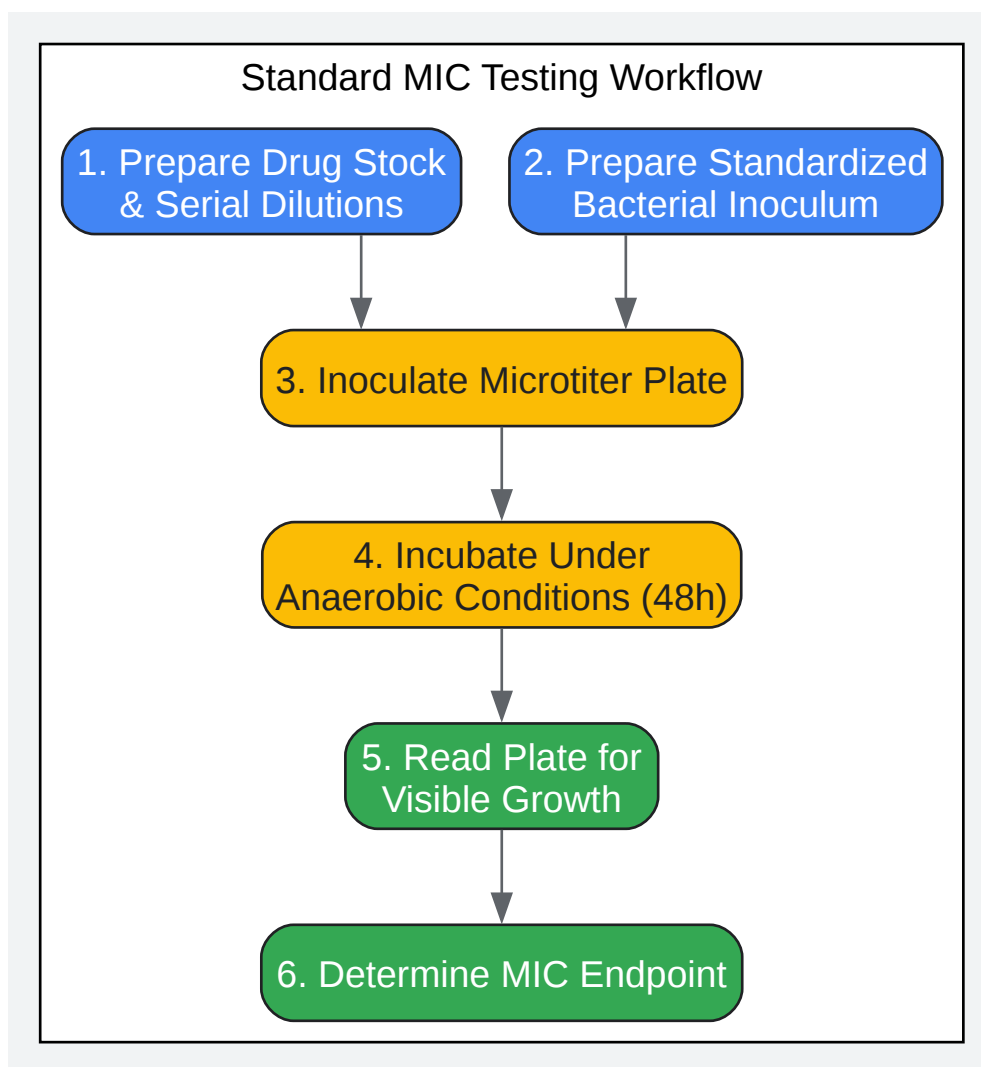 Standard MIC Testing Workflow
1. Prepare Drug Stock
& Serial Dilutions
2. Prepare Standardized
Bacterial Inoculum
3. Inoculate Microtiter Plate
4. Incubate Under
Anaerobic Conditions (48h)
5. Read Plate for
Visible Growth
6. Determine MIC Endpoint